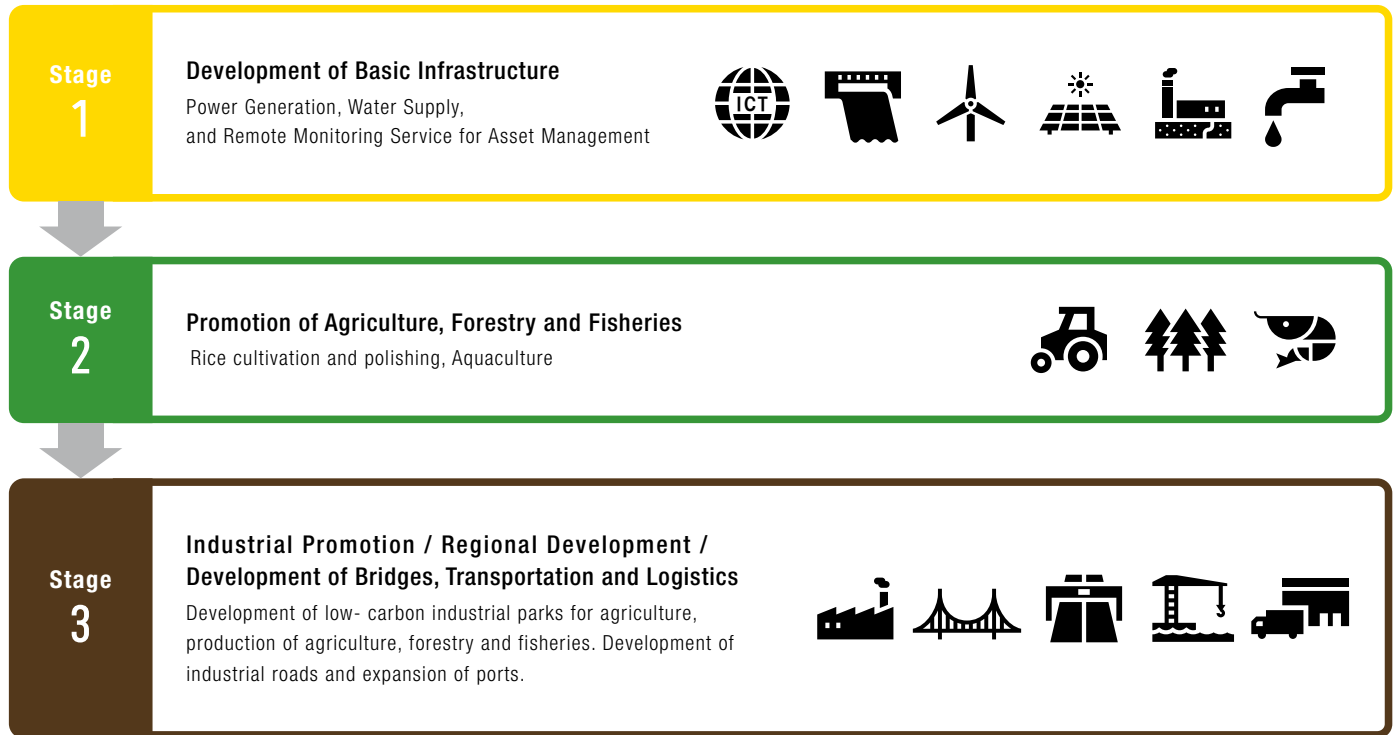 Stage
1
Development of Basic Infrastructure
Power Generation, Water Supply,
and Remote Monitoring Service for Asset Management
ICT
Stage
2
Promotion of Agriculture, Forestry and Fisheries
Rice cultivation and polishing, Aquaculture
Stage
3
Industrial Promotion / Regional Development /
Development of Bridges, Transportation and Logistics
Development of low- carbon industrial parks for agriculture,
production of agriculture, forestry and fisheries. Development of
industrial roads and expansion of ports.